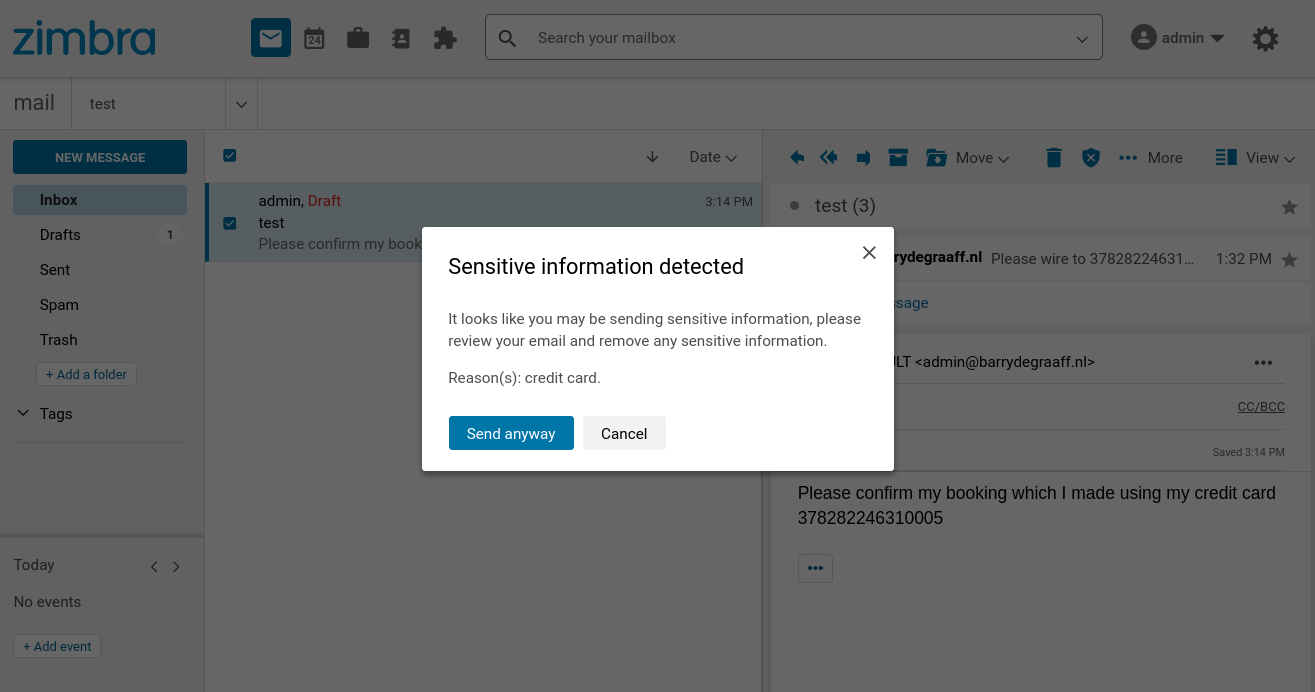 zimbra
24
Search your mailbox
admin
mail
test
NEW MESSAGE
Inbox
Drafts
1
Sent
Spam
Trash
+ Add a folder
Tags
Today
No events
+ Add event
Date
admin, Draft
3:14 PM
test
Please confirm my book
Move
More
View
test (3)
rydegraaff.nl
Please wire to 37828224631...
1:32 PM
ssage
LT <admin@barrydegraaff.nl>
CC/BCC
Saved 3:14 PM
Please confirm my booking which I made using my credit card
378282246310005
Sensitive information detected
It looks like you may be sending sensitive information, please
review your email and remove any sensitive information.
Reason(s): credit card.
Send anyway
Cancel